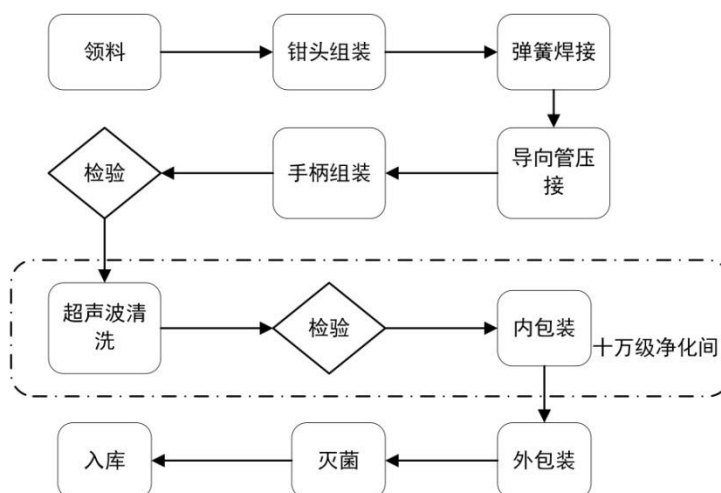 领料
钳头组装
弹簧焊接
导向管压
接
手柄组装
检验
超声波清
洗
检验
内包装
十万级净化间
外包装
灭菌
入库